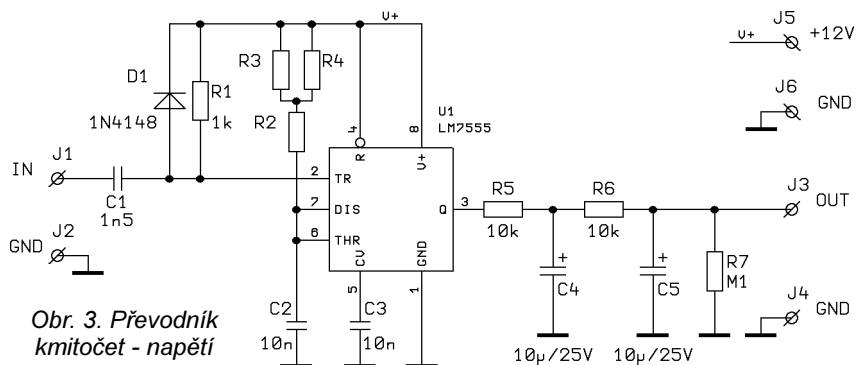 V+
J5
V+
+12V
R3
R4
D1
R1
J6
1N4148
1k
R2
U1
LM7555
GND
4
8
R
V+
J1
IN
2
TR
R5
R6
J3
C1
1n5
7
DIS
Q
3
OUT
10k
10k
6
THR
J2
GND
CV
GND
+
C4
+
C5
R7
M1
5
1
J4
C2
C3
GND
10n
10n
Obr. 3. Převodník
kmitočet - napětí
10µ/25V
10µ/25V